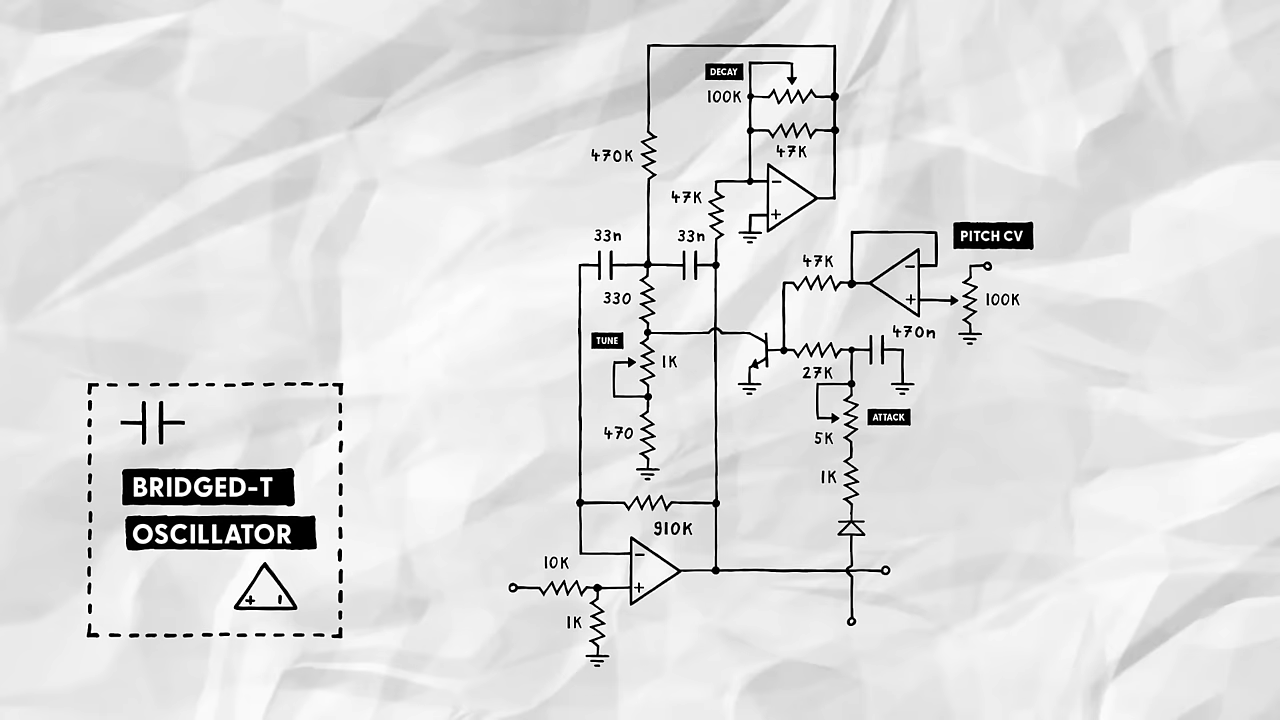 DECAY
100K
47K
470K
47K
33n
33n
PITCH CV
47K
100K
330
470n
TUNE
1K
27K
ATTACK
5K
470
1K
BRIDGED-T
OSCILLATOR
910K
10K
1K